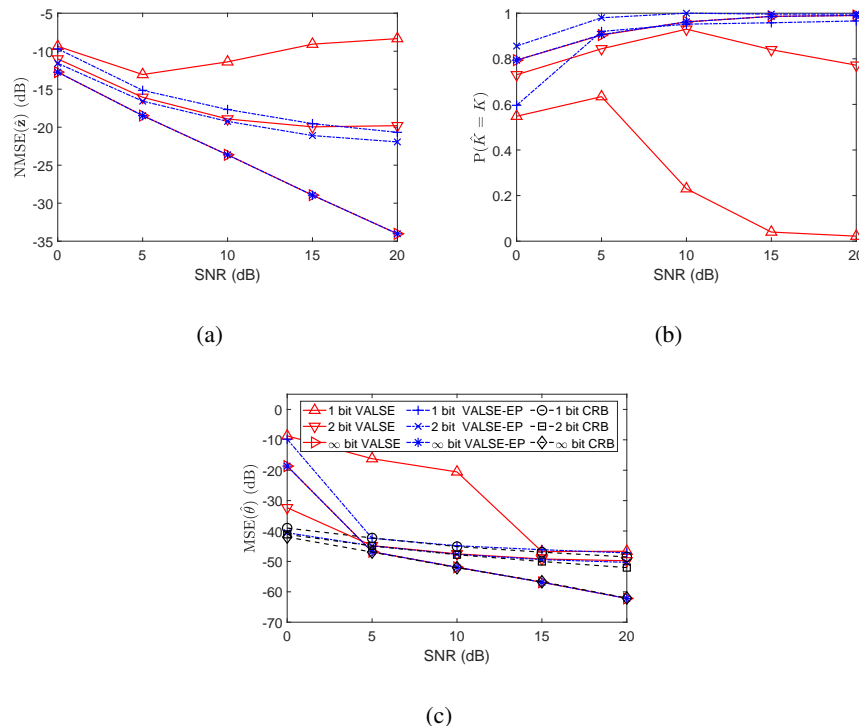 -5
-10
-15
-20
-25
-30
-35
NMSE(ẑ) (dB)
0 5 10 15 20
SNR (dB)
(a)
1
0.8
0.6
0.4
0.2
0
P(K̂ = K)
0 5 10 15 20
SNR (dB)
(b)
0
-10
-20
-30
-40
-50
-60
-70
MSE(θ̂) (dB)
1 bit VALSE 1 bit VALSE-EP 1 bit CRB
2 bit VALSE 2 bit VALSE-EP 2 bit CRB
∞ bit VALSE ∞ bit VALSE-EP ∞ bit CRB
0 5 10 15 20
SNR (dB)
(c)